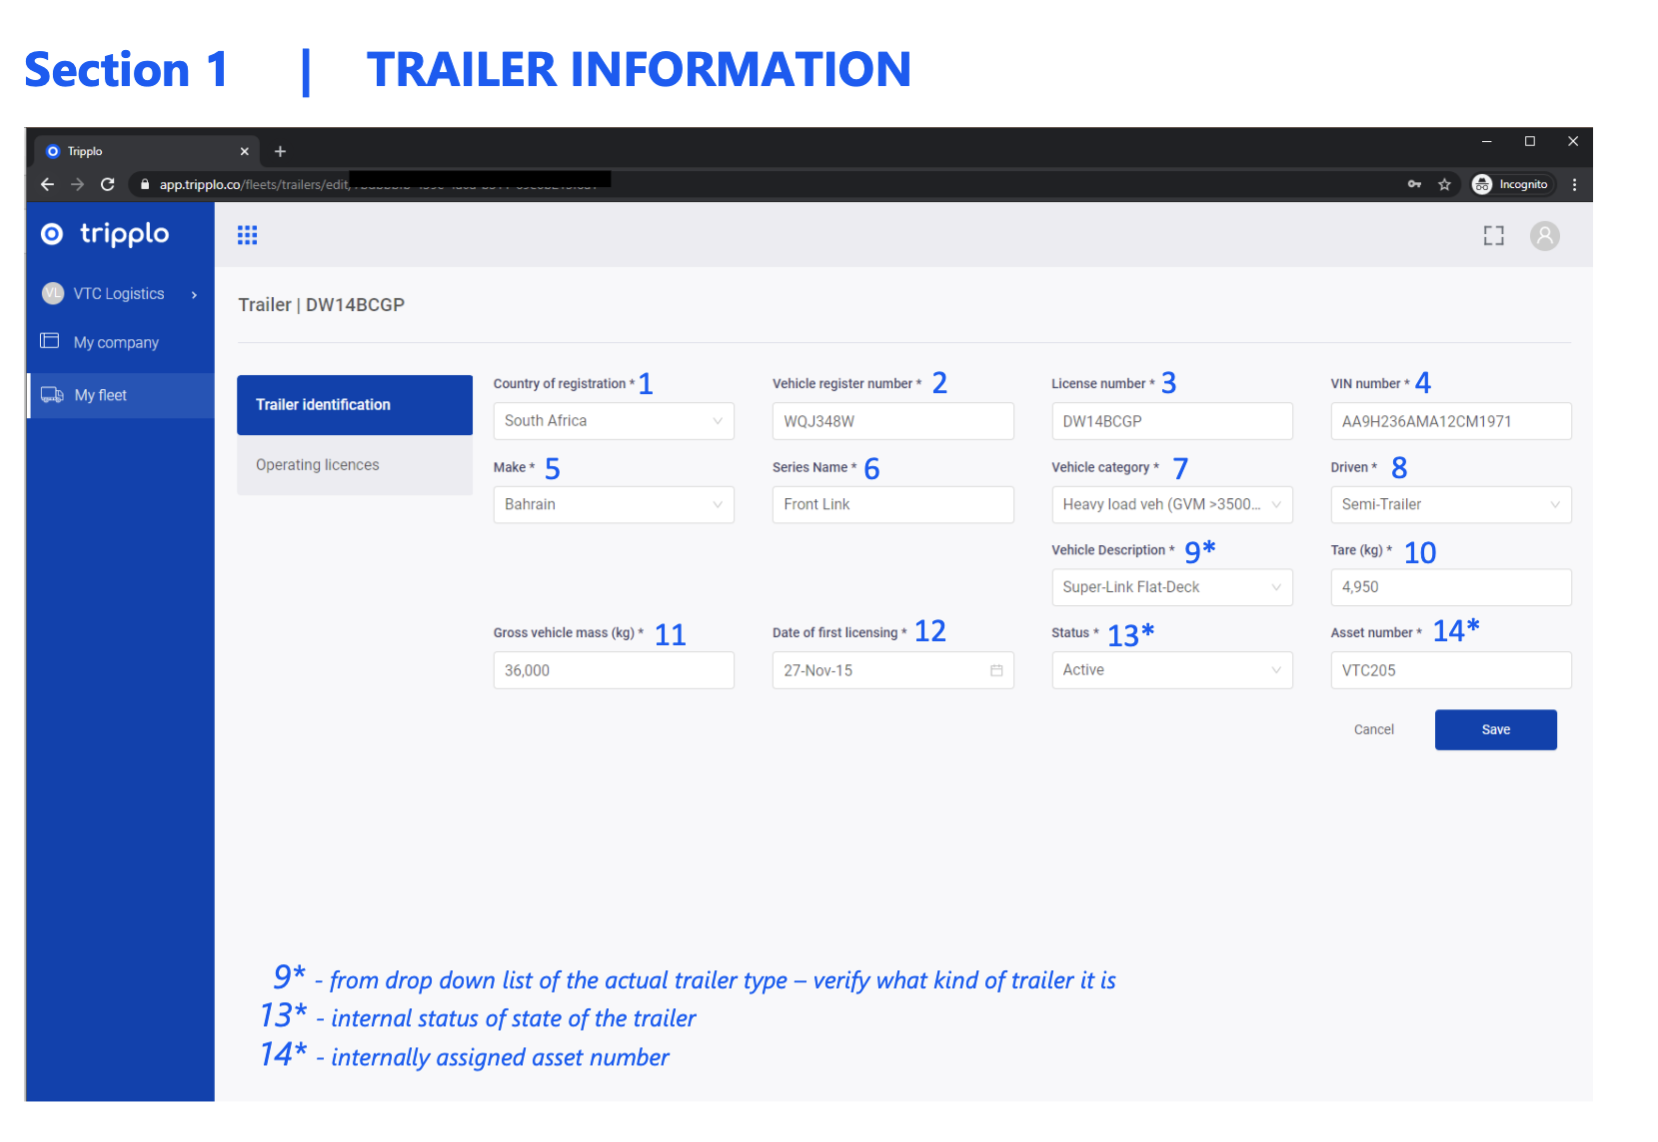 Section 1 | TRAILER INFORMATION
Tripplo
app.tripplo.co/fleets/trailers/edit/
Incognito
tripplo
VL VTC Logistics
My company
My fleet
Trailer | DW14BCGP
Trailer identification
Operating licences
Country of registration * 1 Vehicle register number * 2 License number * 3 VIN number * 4
South Africa WQJ348W DW14BCGP AA9H236AMA12CM1971
Make * 5 Series Name * 6 Vehicle category * 7 Driven * 8
Bahrain Front Link Heavy load veh (GVM >3500... Semi-Trailer
Vehicle Description * 9* Tare (kg) * 10
Super-Link Flat-Deck 4,950
Gross vehicle mass (kg) * 11 Date of first licensing * 12 Status * 13* Asset number * 14*
36,000 27-Nov-15 Active VTC205
Cancel Save
9* - from drop down list of the actual trailer type – verify what kind of trailer it is
13* - internal status of state of the trailer
14* - internally assigned asset number